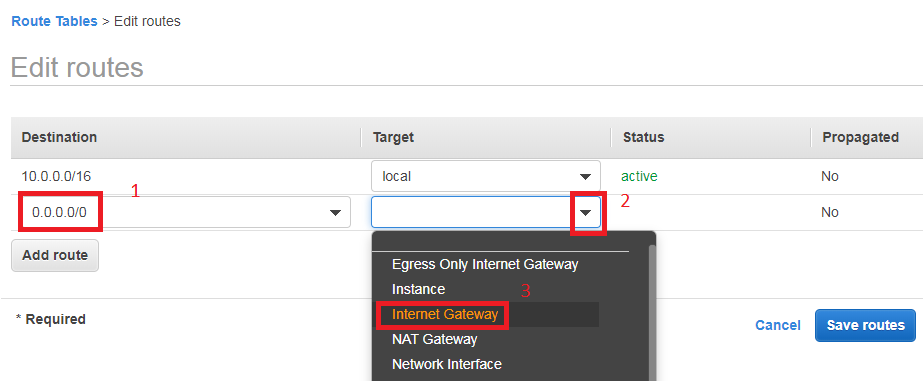 Route Tables > Edit routes
Edit routes
Destination Target Status Propagated
10.0.0.0/16 local active No
1
0.0.0.0/0 2 No
Add route
Egress Only Internet Gateway
Instance
3
Internet Gateway
NAT Gateway
Network Interface
* Required
Cancel Save routes